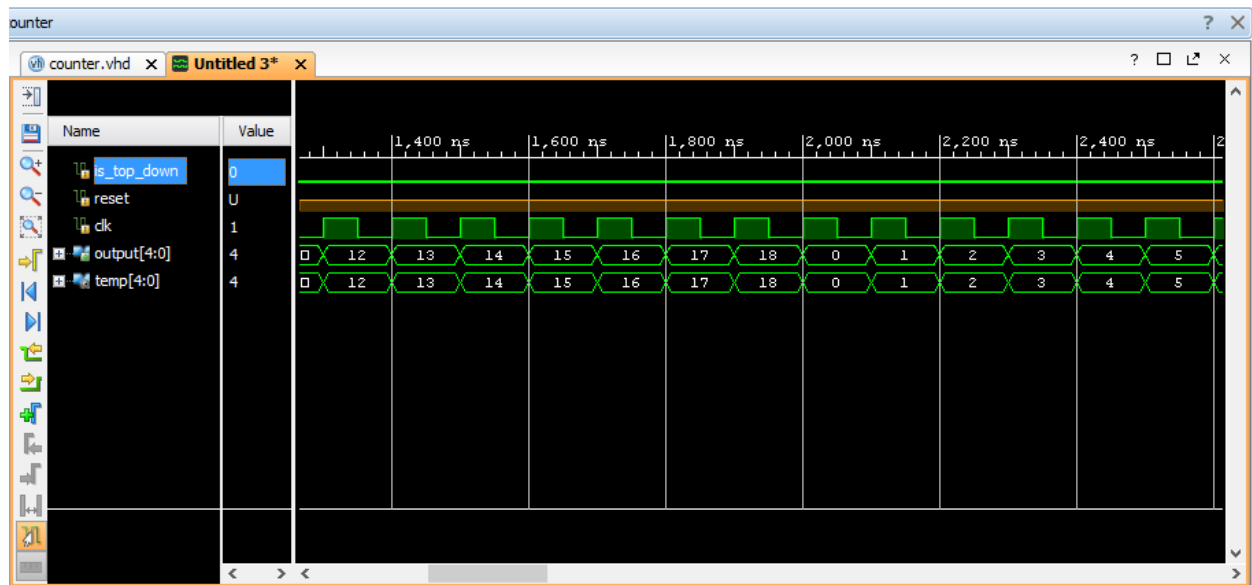 ounter
counter.vhd
Untitled 3*
Name
Value
1,400 ns
1,600 ns
1,800 ns
2,000 ns
2,200 ns
2,400 ns
2
is_top_down
0
reset
U
clk
1
output[4:0]
4
12 13 14 15 16 17 18 0 1 2 3 4 5
temp[4:0]
4
12 13 14 15 16 17 18 0 1 2 3 4 5